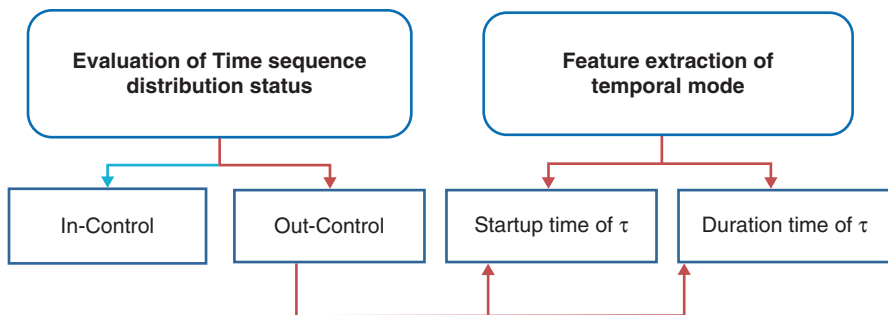 Evaluation of Time sequence
distribution status
Feature extraction of
temporal mode
In-Control
Out-Control
Startup time of τ
Duration time of τ